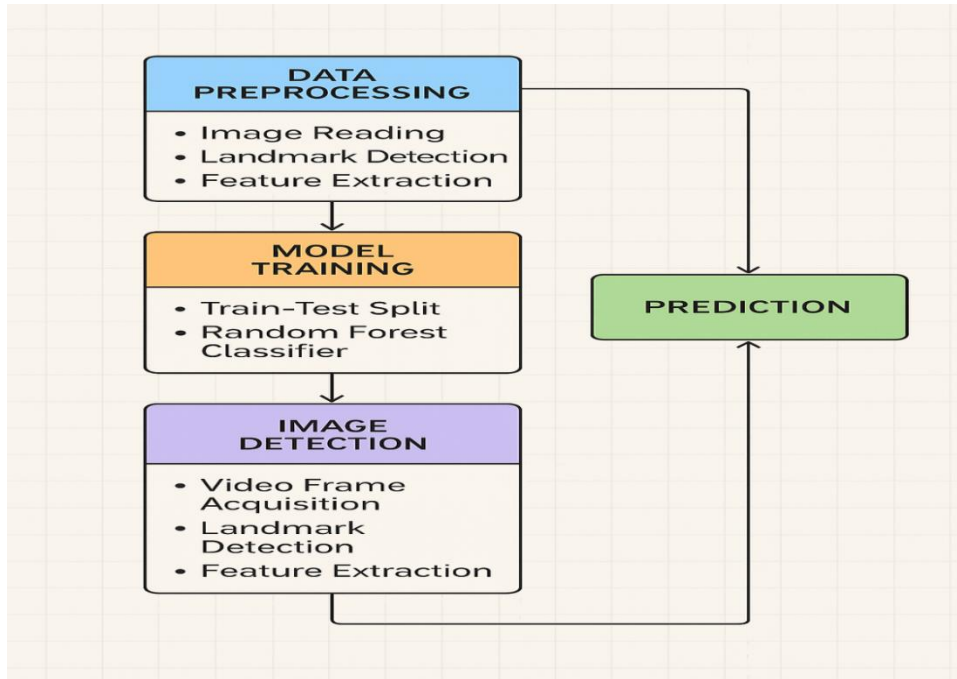 DATA
PREPROCESSING
• Image Reading
• Landmark Detection
• Feature Extraction
MODEL
TRAINING
• Train-Test Split
• Random Forest
Classifier
PREDICTION
IMAGE
DETECTION
• Video Frame
Acquisition
• Landmark
Detection
• Feature Extraction